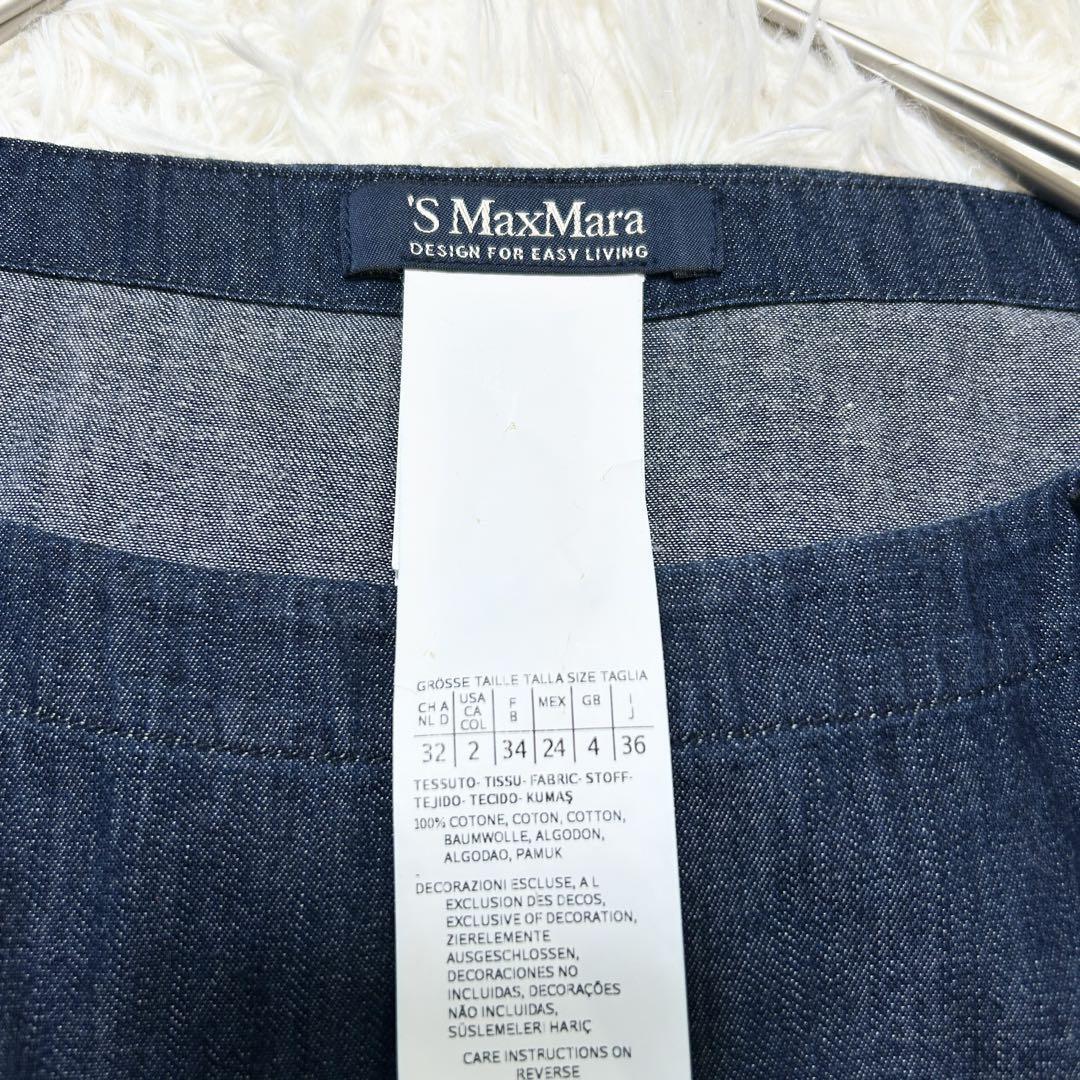 'S MaxMara
DESIGN FOR EASY LIVING
GRÖSSE TAILLE TALLA SIZE TAGLIA
CH A NL D USA CA COL F B MEX GB I J
32 2 34 24 4 36
TESSUTO- TISSU- FABRIC- STOFF-
TEJIDO- TECIDO- KUMAŞ
100% COTONE, COTON, COTTON,
BAUMWOLLE, ALGODON,
ALGODAO, PAMUK
DECORAZIONI ESCLUSE, A L
EXCLUSION DES DECOS,
EXCLUSIVE OF DECORATION,
ZIERELEMENTE
AUSGESCHLOSSEN,
DECORACIONES NO
INCLUIDAS, DECORAÇÕES
NÃO INCLUIDAS,
SÜSLEMELERI HARIÇ
CARE INSTRUCTIONS ON
REVERSE